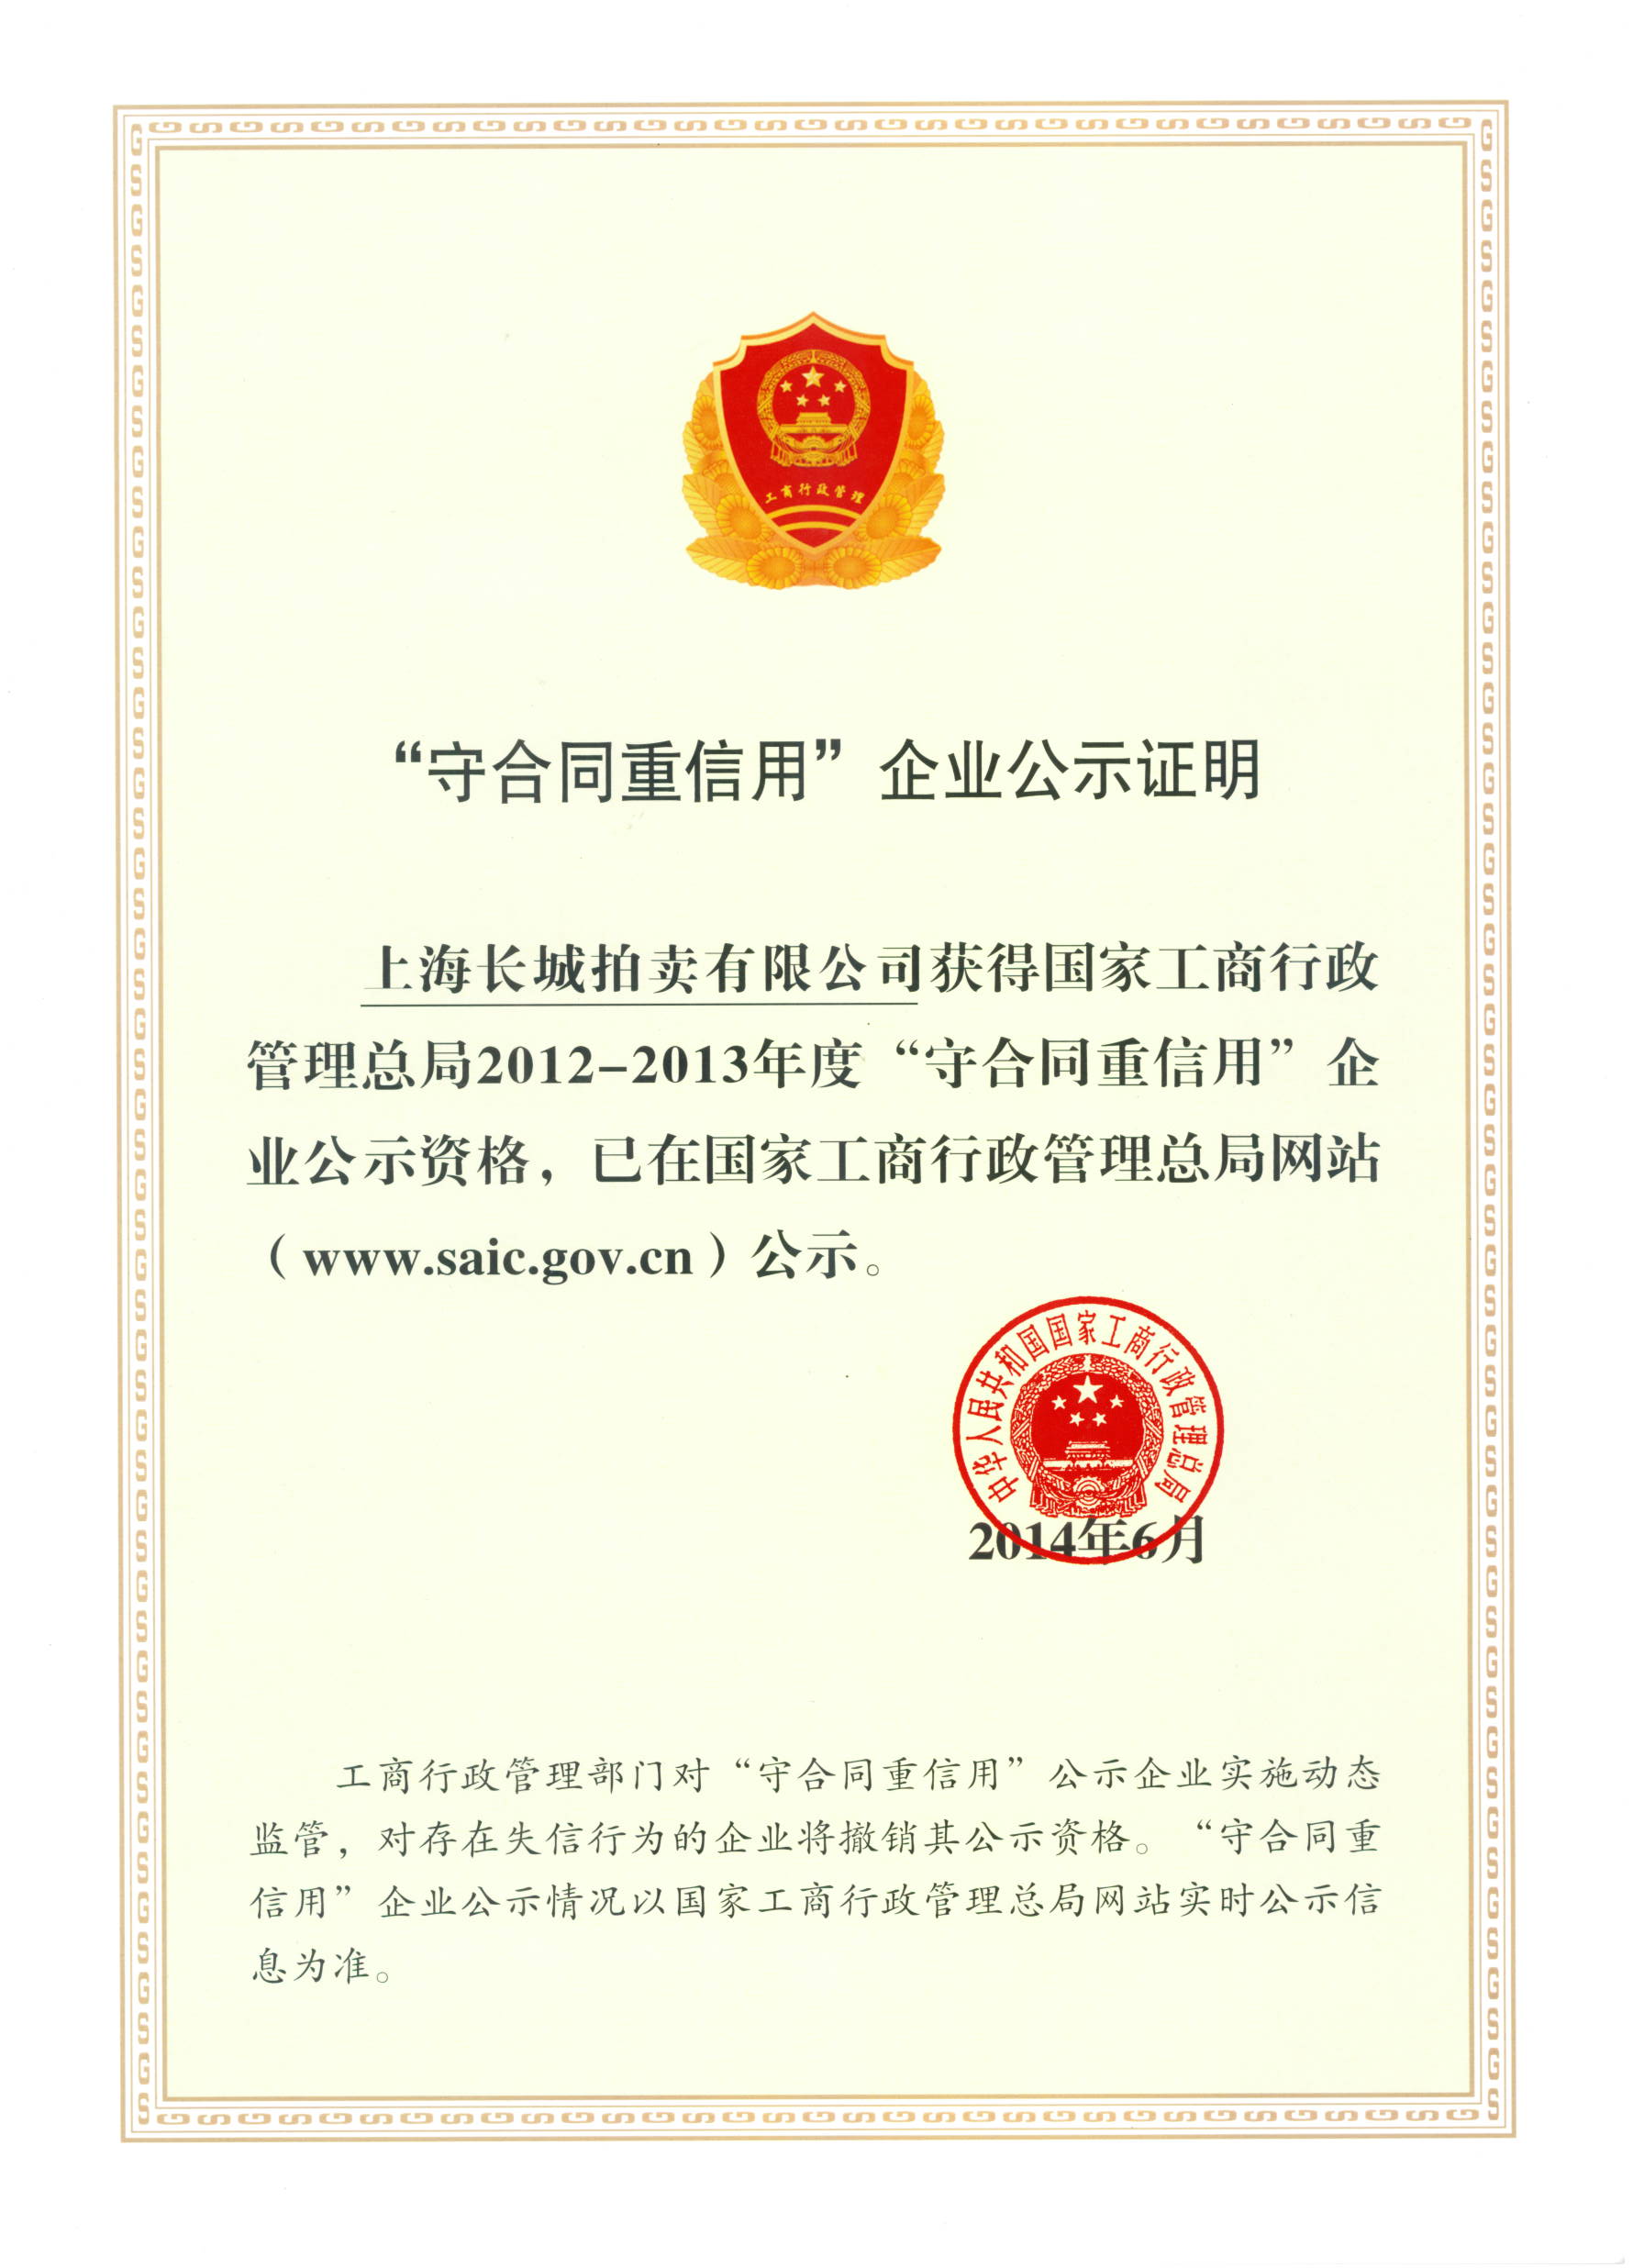 工商行政管理
“守合同重信用”企业公示证明
上海长城拍卖有限公司获得国家工商行政
管理总局2012-2013年度“守合同重信用”企
业公示资格，已在国家工商行政管理总局网站
（www.saic.gov.cn）公示。
中华人民共和国国家工商行政管理总局
2014年6月
工商行政管理部门对“守合同重信用”公示企业实施动态
监管，对存在失信行为的企业将撤销其公示资格。“守合同重
信用”企业公示情况以国家工商行政管理总局网站实时公示信
息为准。